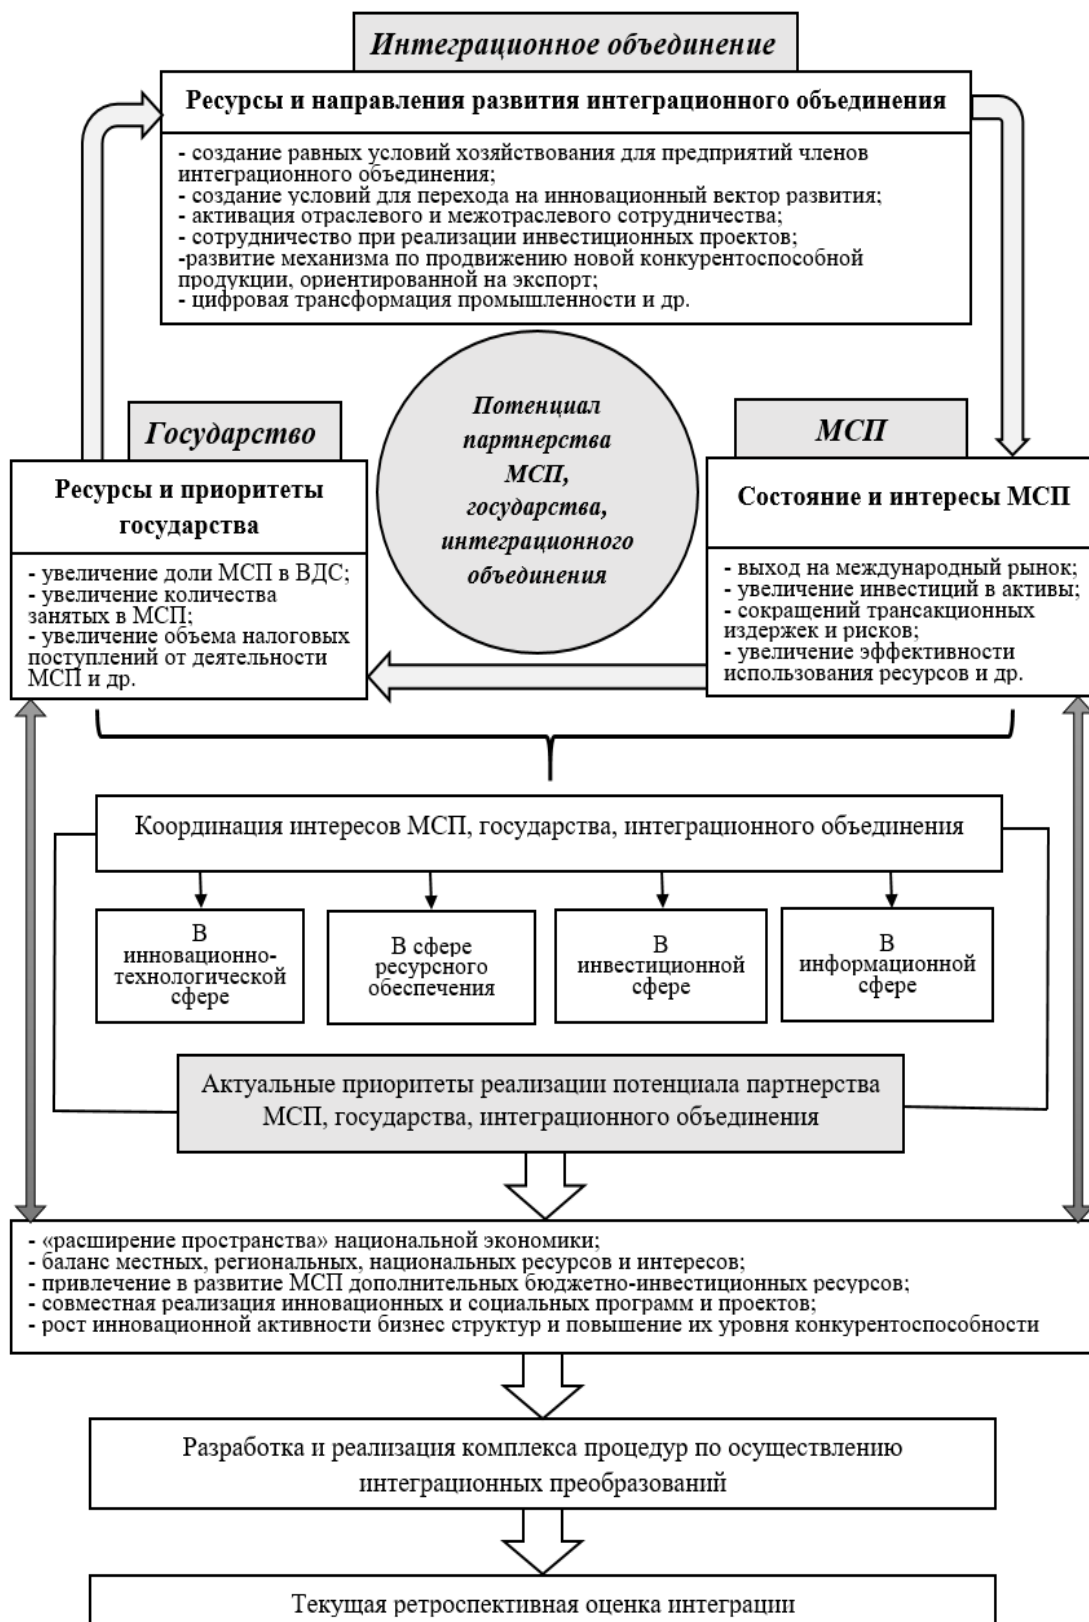 Интеграционное объединение
Ресурсы и направления развития интеграционного объединения
- создание равных условий хозяйствования для предприятий членов
интеграционного объединения;
- создание условий для перехода на инновационный вектор развития;
- активация отраслевого и межотраслевого сотрудничества;
- сотрудничество при реализации инвестиционных проектов;
-развитие механизма по продвижению новой конкурентоспособной
продукции, ориентированной на экспорт;
- цифровая трансформация промышленности и др.
Потенциал
партнерства
МСП,
государства,
интеграционного
объединения
Государство
Ресурсы и приоритеты
государства
- увеличение доли МСП в ВДС;
- увеличение количества
занятых в МСП;
- увеличение объема налоговых
поступлений от деятельности
МСП и др.
МСП
Состояние и интересы МСП
- выход на международный рынок;
- увеличение инвестиций в активы;
- сокращений трансакционных
издержек и рисков;
- увеличение эффективности
использования ресурсов и др.
Координация интересов МСП, государства, интеграционного объединения
В
инновационно-
технологической
сфере
В сфере
ресурсного
обеспечения
В
инвестиционной
сфере
В
информационной
сфере
Актуальные приоритеты реализации потенциала партнерства
МСП, государства, интеграционного объединения
- «расширение пространства» национальной экономики;
- баланс местных, региональных, национальных ресурсов и интересов;
- привлечение в развитие МСП дополнительных бюджетно-инвестиционных ресурсов;
- совместная реализация инновационных и социальных программ и проектов;
- рост инновационной активности бизнес структур и повышение их уровня конкурентоспособности
Разработка и реализация комплекса процедур по осуществлению
интеграционных преобразований
Текущая ретроспективная оценка интеграции